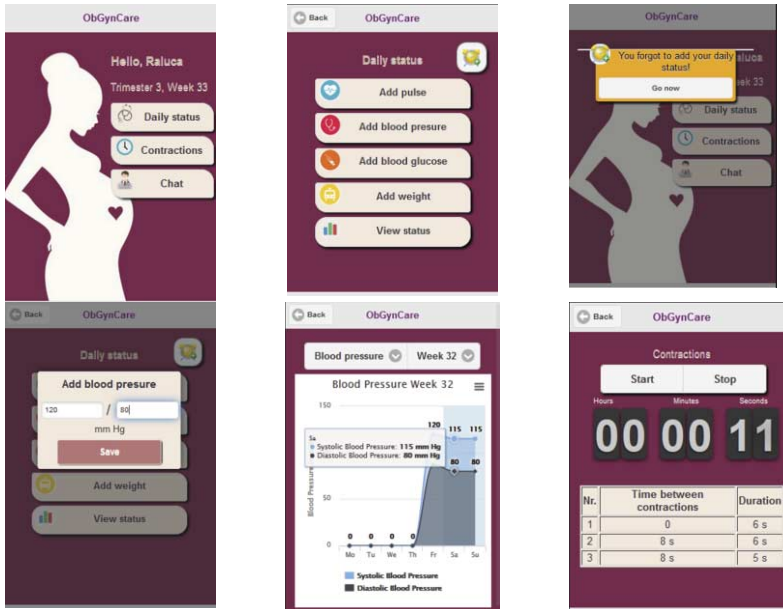 ObGynCare
Hello, Raluca
Trimester 3, Week 33
Daily status
Contractions
Chat
Back
Daily status
Add pulse
Add blood presure
Add blood glucose
Add weight
View status
ObGynCare
You forgot to add your daily
status!
Go now
aluca
eek 33
Daily status
Contractions
Chat
Back ObGynCare
Daily status
Add blood presure
120 / 80
mm Hg
Save
Add weight
View status
Back ObGynCare
Blood pressure Week 32
Blood Pressure Week 32
150
120 115 115
Sa
Systolic Blood Pressure: 115 mm Hg
Diastolic Blood Pressure: 80 mm Hg
80 80
Blood Pressure
50
0 0 0 0
0
Mo Tu We Th Fr Sa Su
Systolic Blood Pressure
Diastolic Blood Pressure
Back ObGynCare
Contractions
Start Stop
Hours Minutes Seconds
00 00 11
Nr. Time between contractions Duration
1 0 6 s
2 8 s 6 s
3 8 s 5 s